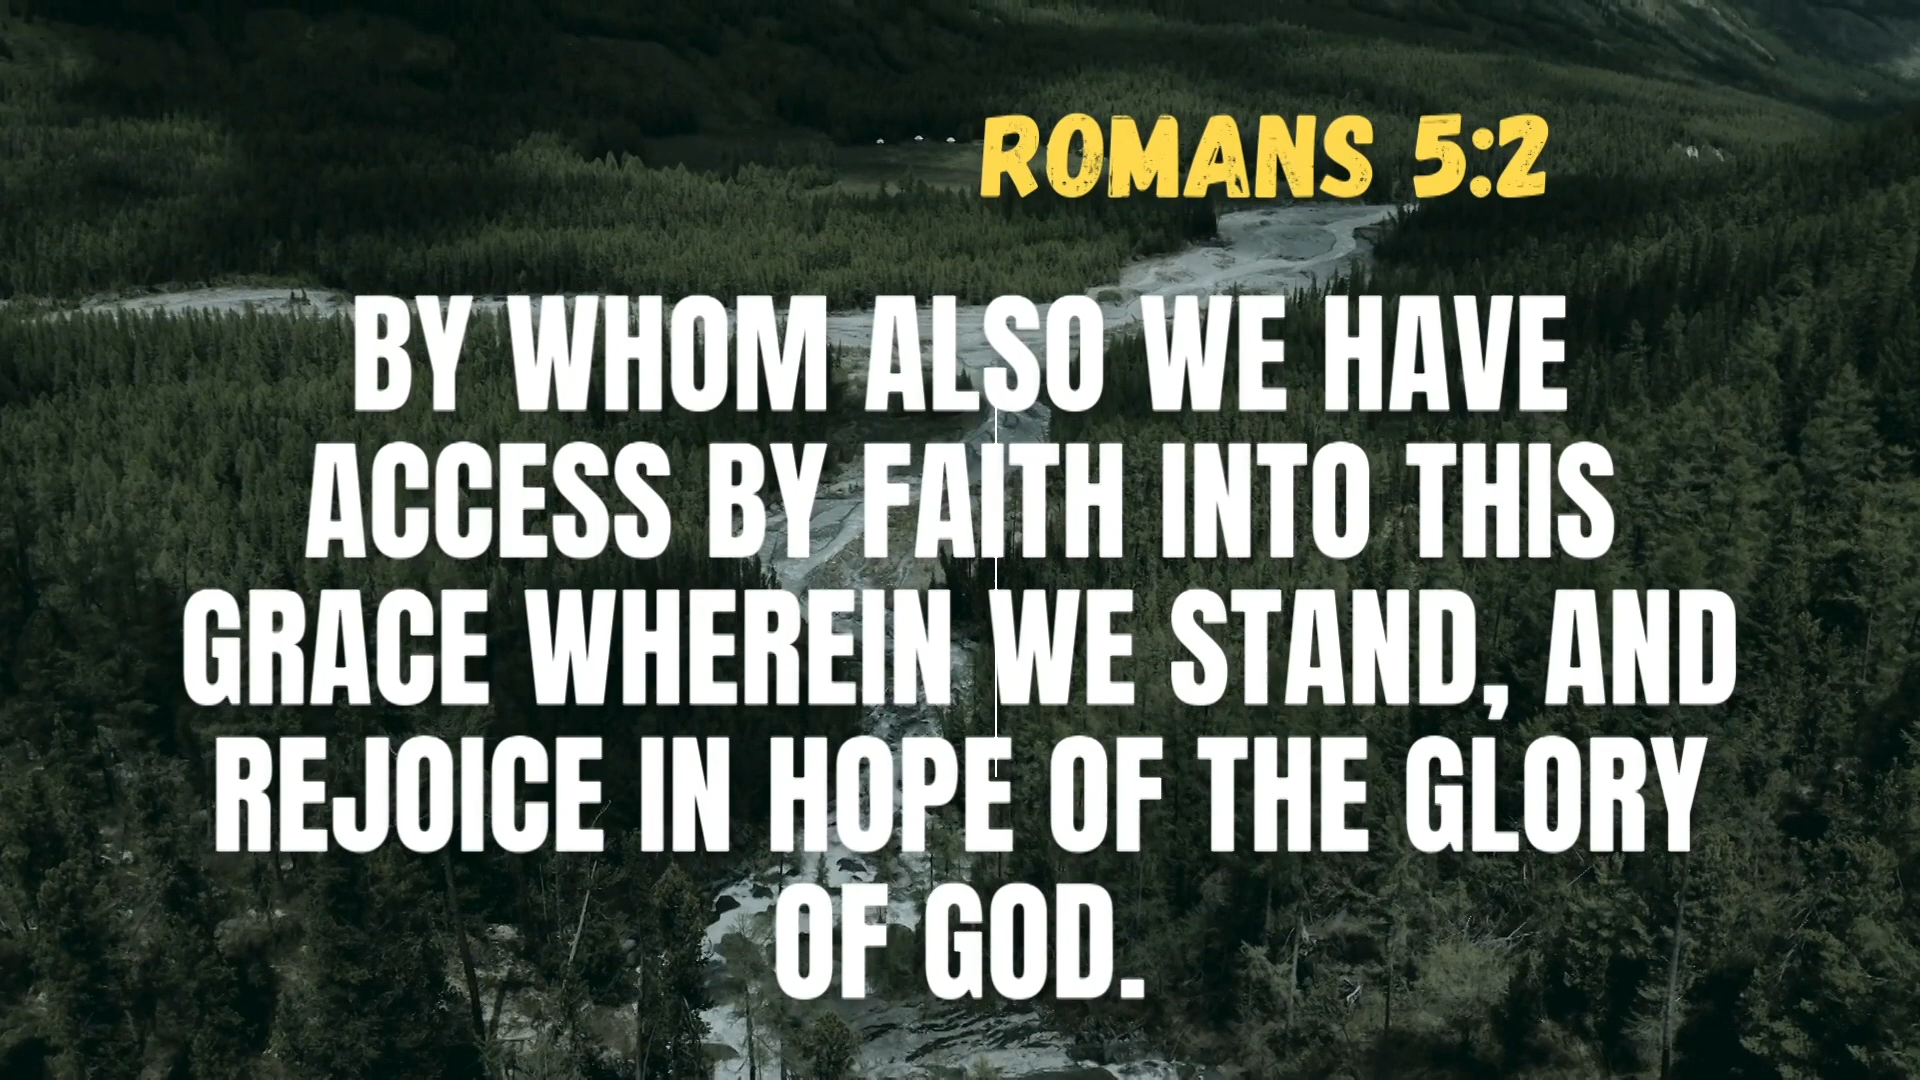 ROMANS 5:2
BY WHOM ALSO WE HAVE
ACCESS BY FAITH INTO THIS
GRACE WHEREIN WE STAND, AND
REJOICE IN HOPE OF THE GLORY
OF GOD.